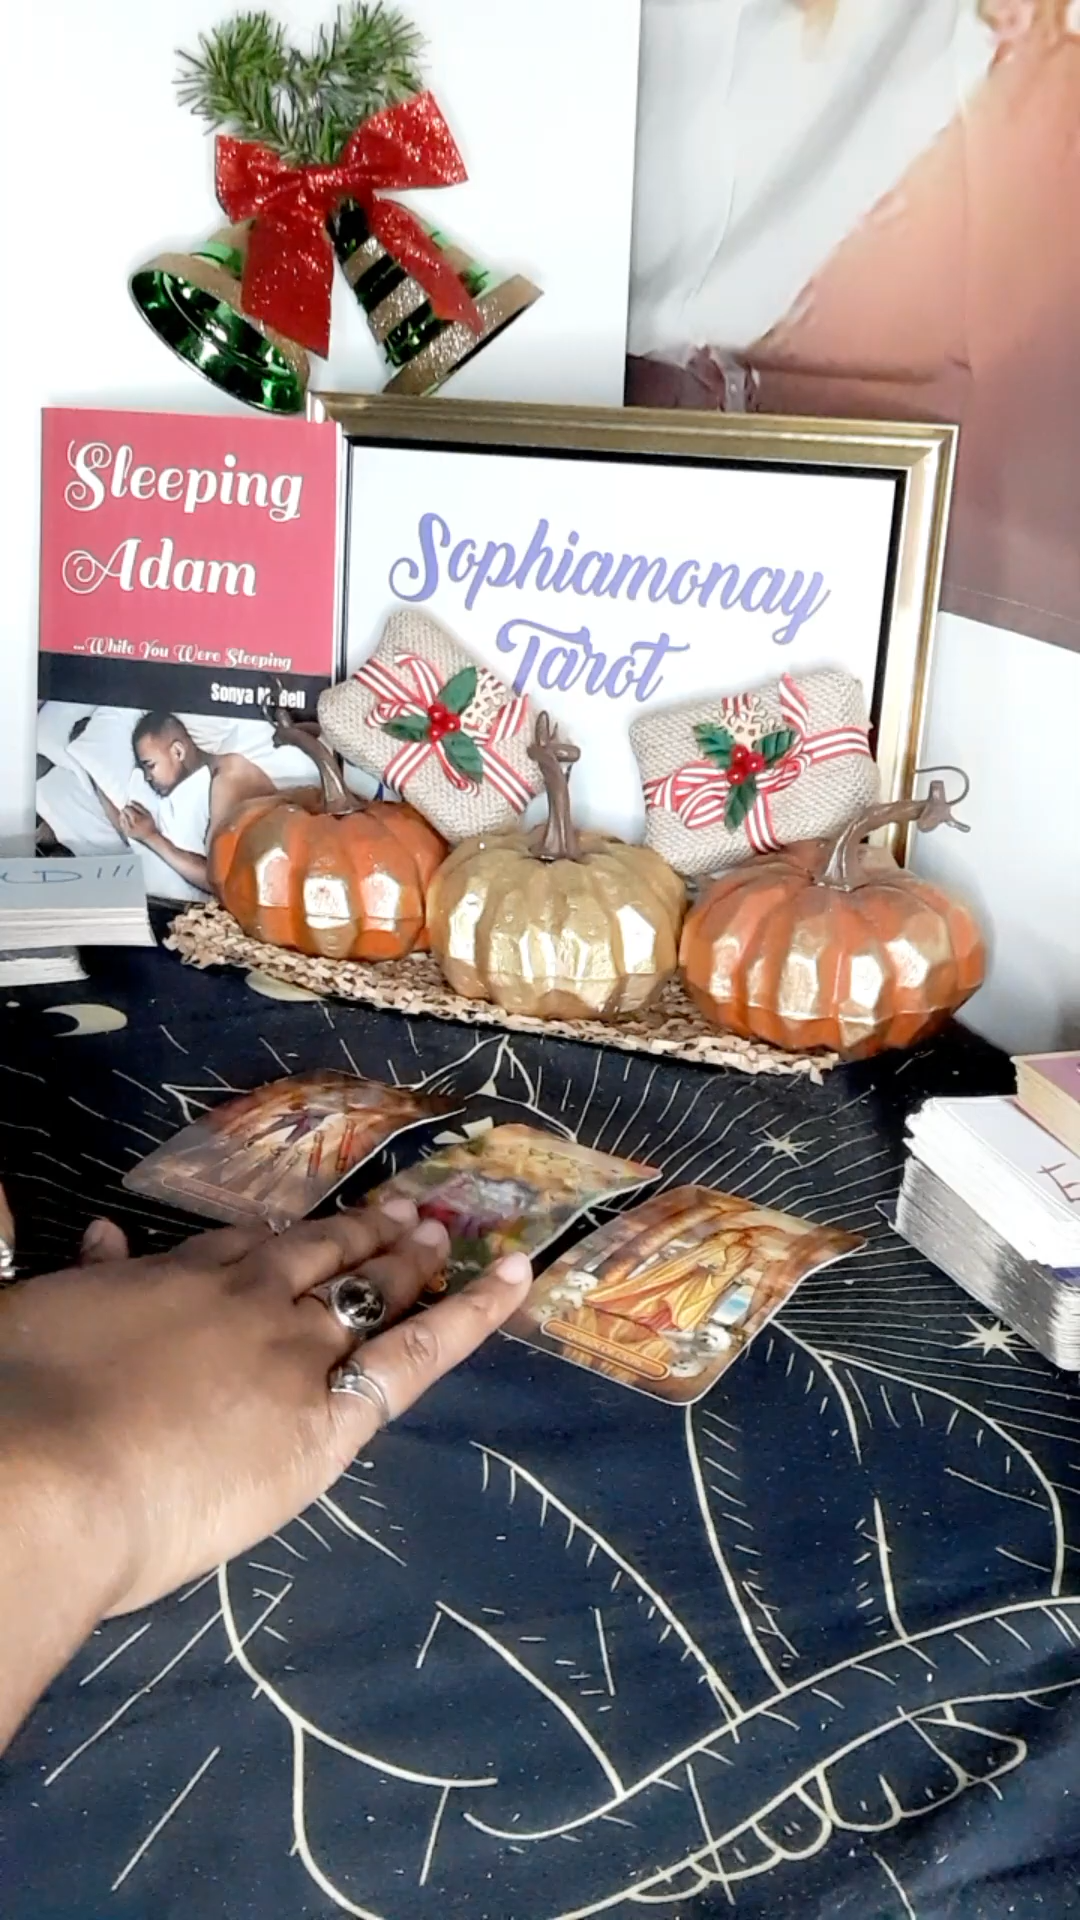 Sleeping
Adam
...While You Were Sleeping
Sonya M. Bell
Sophiamonay
Tarot